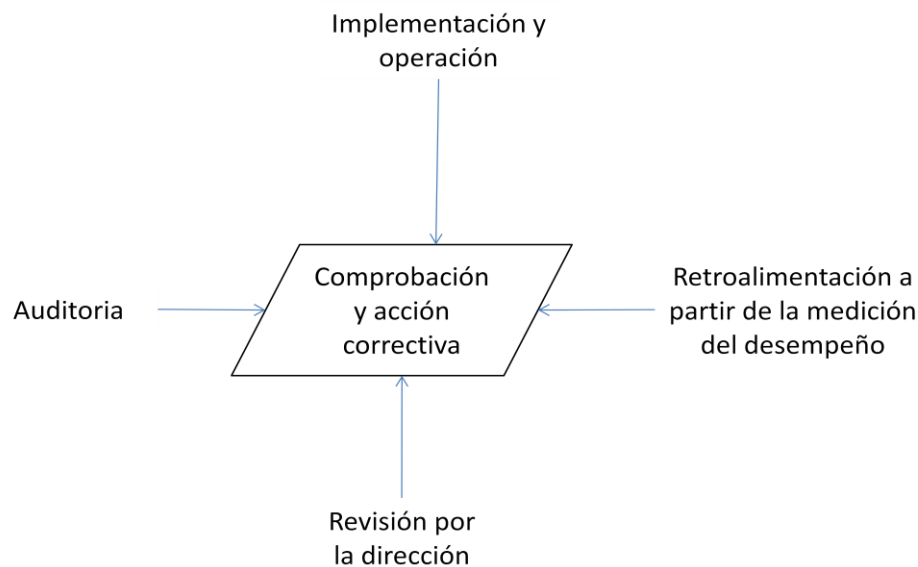 Implementación y
operación
Auditoria
Comprobación
y acción
correctiva
Retroalimentación a
partir de la medición
del desempeño
Revisión por
la dirección